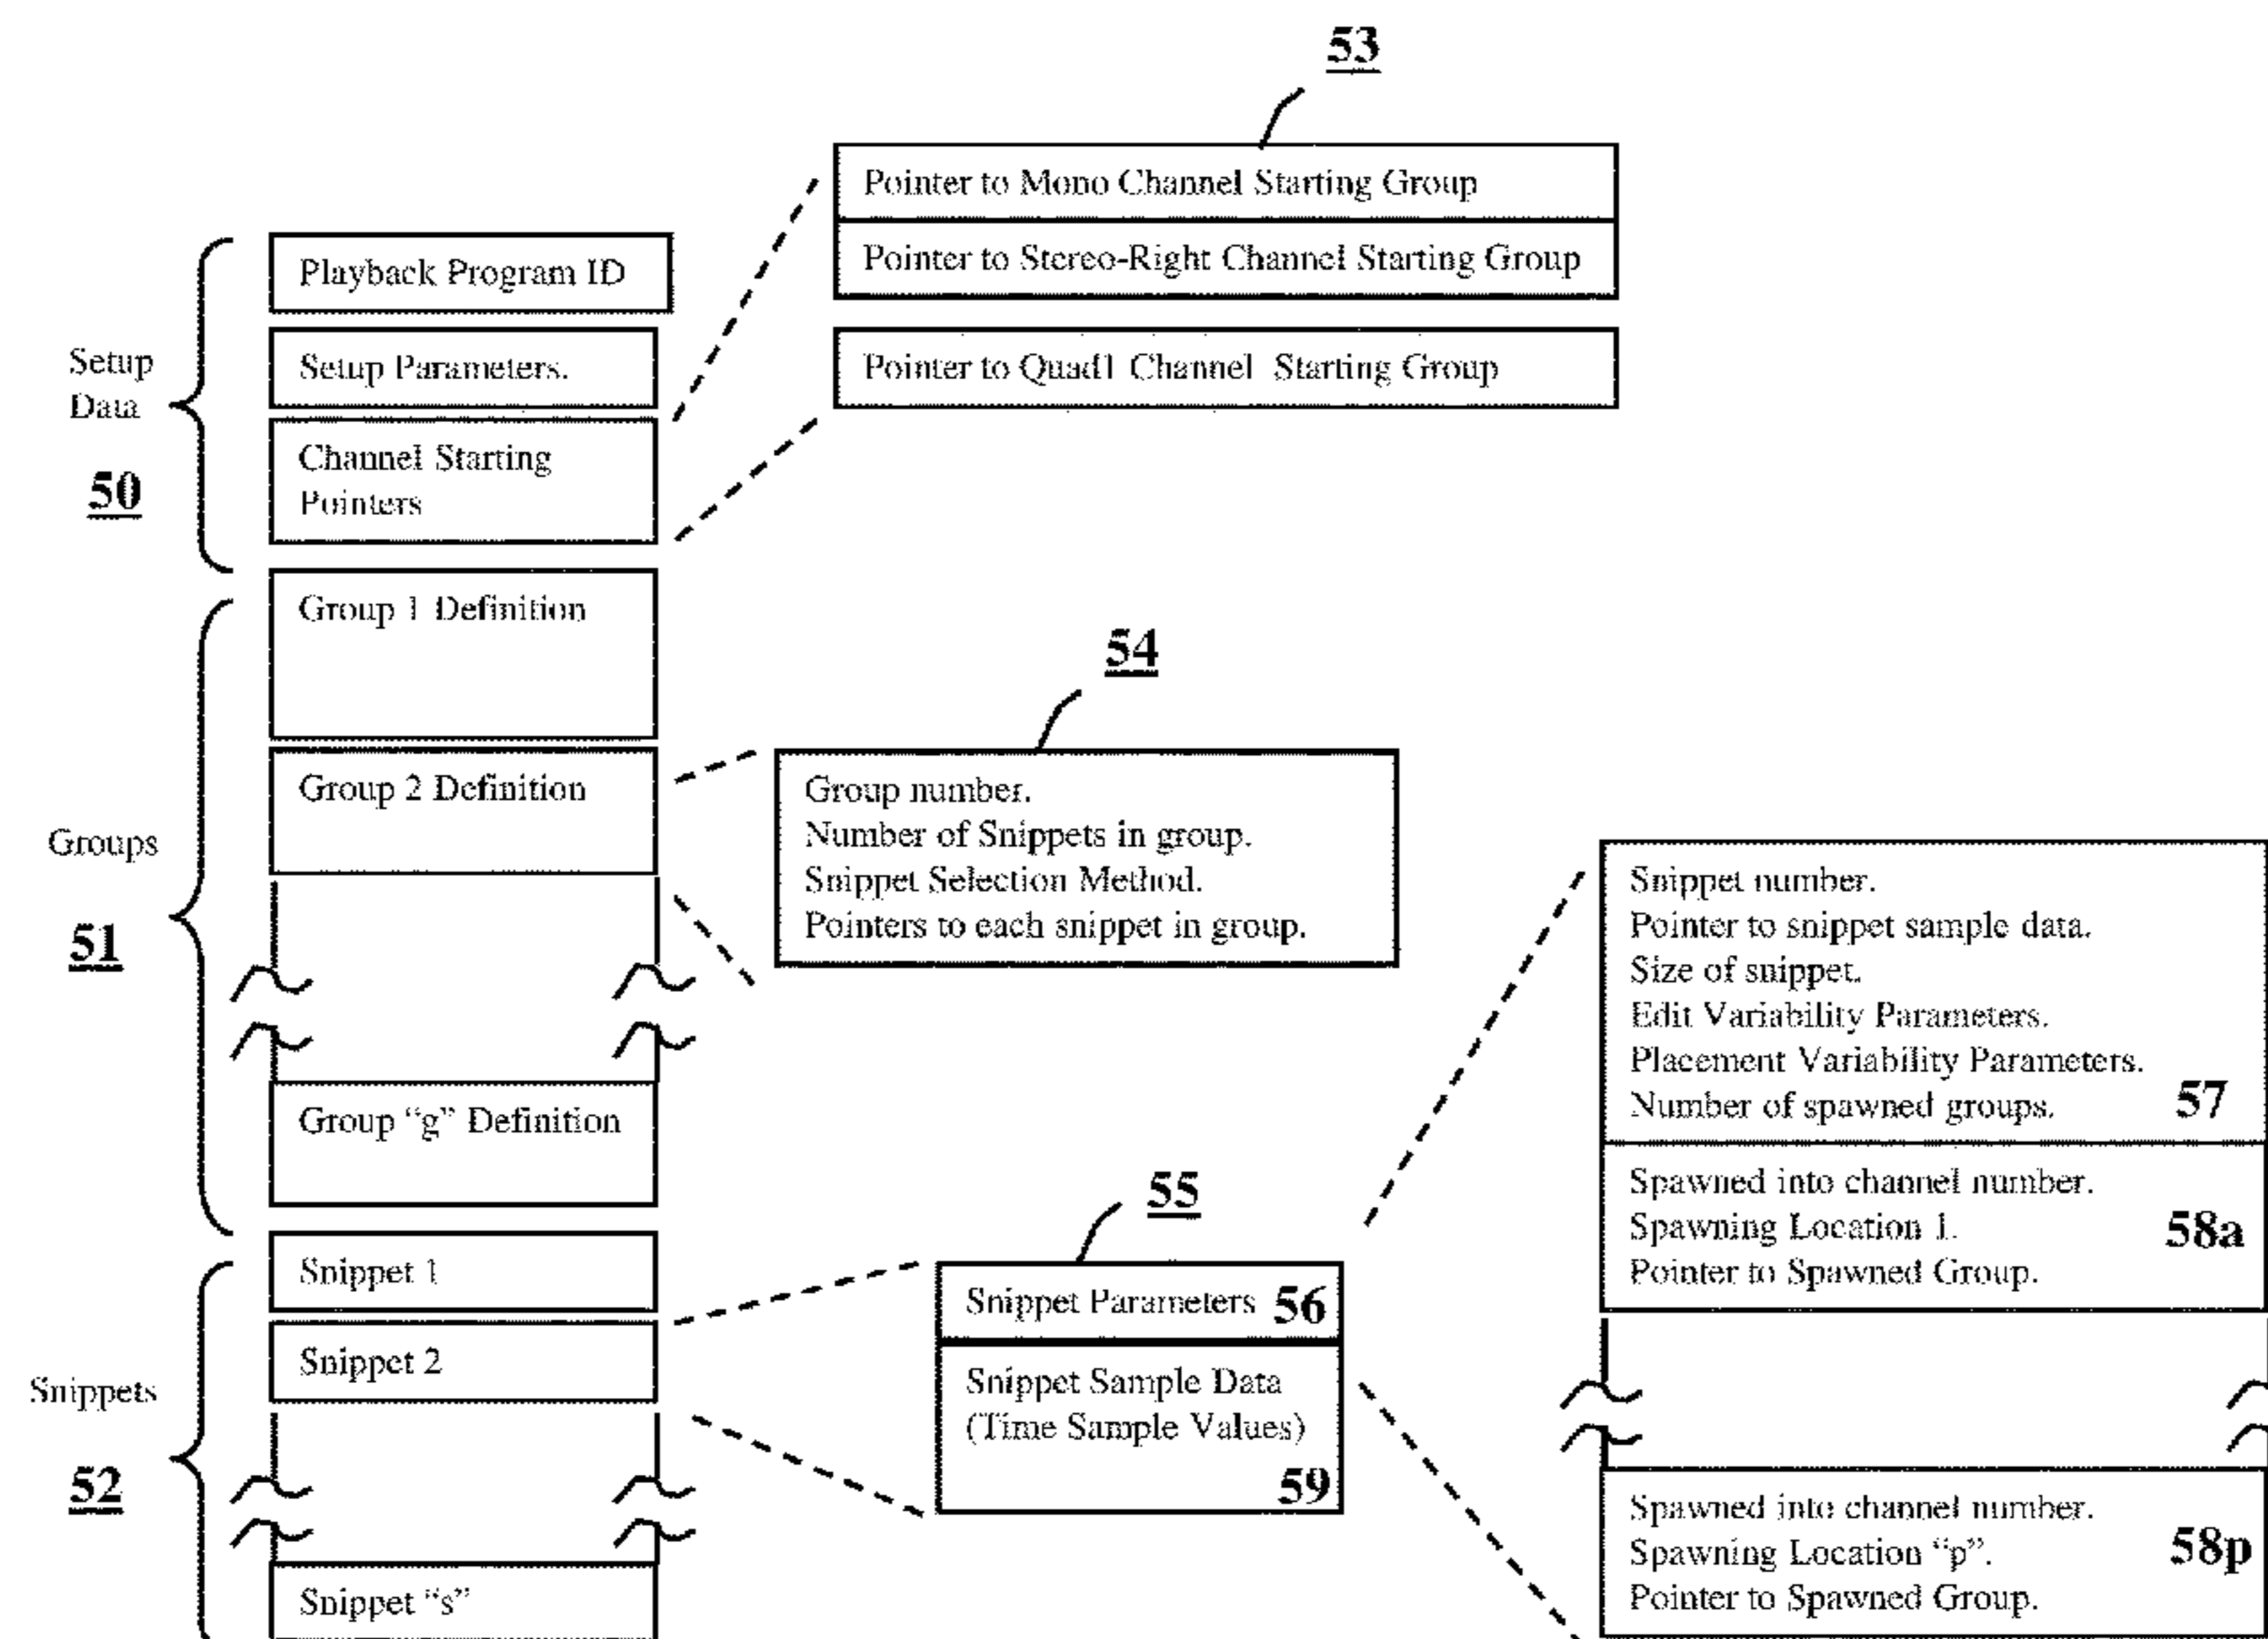 53
Pointer to Mono Channel Starting Group
Pointer to Stereo-Right Channel Starting Group
Pointer to Quad1 Channel Starting Group
Playback Program ID
Setup Parameters.
Channel Starting
Pointers
Setup
Data
50
Group 1 Definition
Group 2 Definition
Group “g” Definition
Groups
51
54
Group number.
Number of Snippets in group.
Snippet Selection Method.
Pointers to each snippet in group.
Snippet 1
Snippet 2
Snippet “s”
Snippets
52
55
Snippet Parameters 56
Snippet Sample Data
(Time Sample Values)
59
Snippet number.
Pointer to snippet sample data.
Size of snippet.
Edit Variability Parameters.
Placement Variability Parameters.
Number of spawned groups.
57
Spawned into channel number.
Spawning Location 1.
Pointer to Spawned Group.
58a
Spawned into channel number.
Spawning Location “p”.
Pointer to Spawned Group.
58p